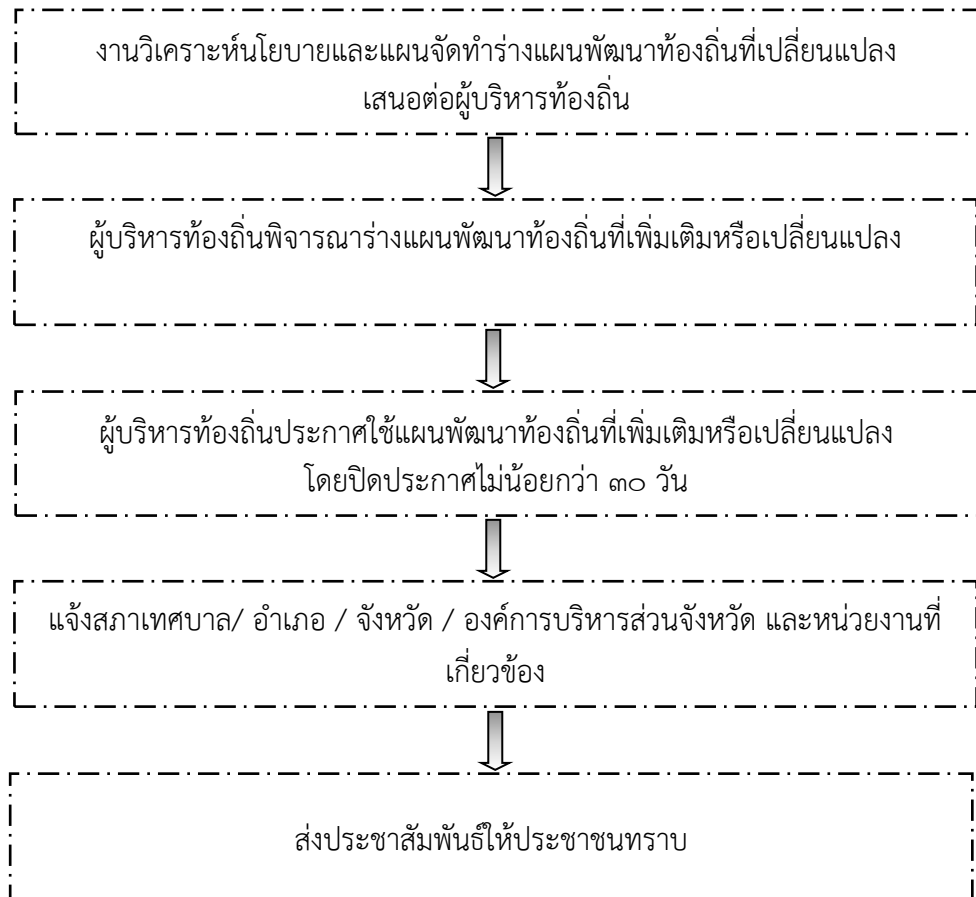 งานวิเคราะห์นโยบายและแผนจัดทำร่างแผนพัฒนาท้องถิ่นที่เปลี่ยนแปลง
เสนอต่อผู้บริหารท้องถิ่น
ผู้บริหารท้องถิ่นพิจารณาร่างแผนพัฒนาท้องถิ่นที่เพิ่มเติมหรือเปลี่ยนแปลง
ผู้บริหารท้องถิ่นประกาศใช้แผนพัฒนาท้องถิ่นที่เพิ่มเติมหรือเปลี่ยนแปลง
โดยปิดประกาศไม่น้อยกว่า ๓๐ วัน
แจ้งสภาเทศบาล/ อำเภอ / จังหวัด / องค์การบริหารส่วนจังหวัด และหน่วยงานที่
เกี่ยวข้อง
ส่งประชาสัมพันธ์ให้ประชาชนทราบ